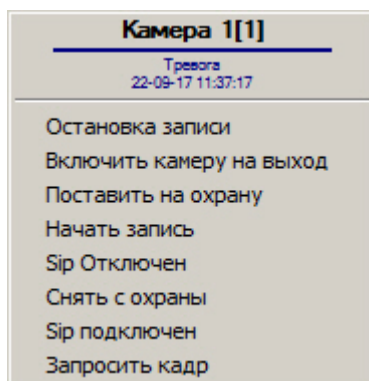 Камера 1[1]
Тревога
22-09-17 11:37:17
Остановка записи
Включить камеру на выход
Поставить на охрану
Начать запись
Sip Отключен
Снять с охраны
Sip подключен
Запросить кадр